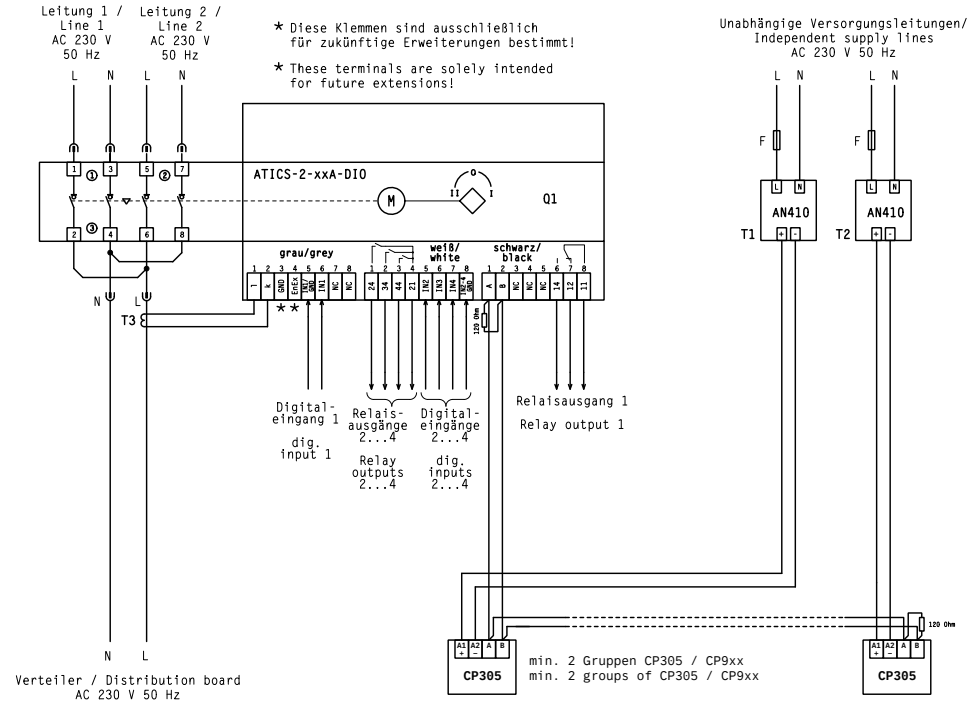 Leitung 1 /
Line 1
AC 230 V
50 Hz
Leitung 2 /
Line 2
AC 230 V
50 Hz
* Diese Klemmen sind ausschließlich
für zukünftige Erweiterungen bestimmt!
* These terminals are solely intended
for future extensions!
Unabhängige Versorgungsleitungen/
Independent supply lines
AC 230 V 50 Hz
L N L N
L N L N
F F
1 3 5 7
① ②
③
2 4 6 8
ATICS-2-xxA-DIO
M
II 0 I
Q1
L N
AN410
+ -
T1
L N
AN410
+ -
T2
grau/grey
weiß/
white
schwarz/
black
1 2 3 4 5 6 7 8
l k GND EnEx IN1/GND IN1 NC NC
1 2 3 4 5 6 7 8
24 34 44 21 IN2 IN3 IN4 IN2-4 GND
1 2 3 4 5 6 7 8
A B NC NC NC 14 12 11
* *
N L
T3
120 Ohm
Digital-
eingang 1
dig.
input 1
Relais-
ausgänge
2...4
Relay
outputs
2...4
Digital-
eingänge
2...4
dig.
inputs
2...4
Relaisausgang 1
Relay output 1
N L
Verteiler / Distribution board
AC 230 V 50 Hz
A1 A2 A B
+ −
CP305
min. 2 Gruppen CP305 / CP9xx
min. 2 groups of CP305 / CP9xx
120 Ohm
A1 A2 A B
+ −
CP305